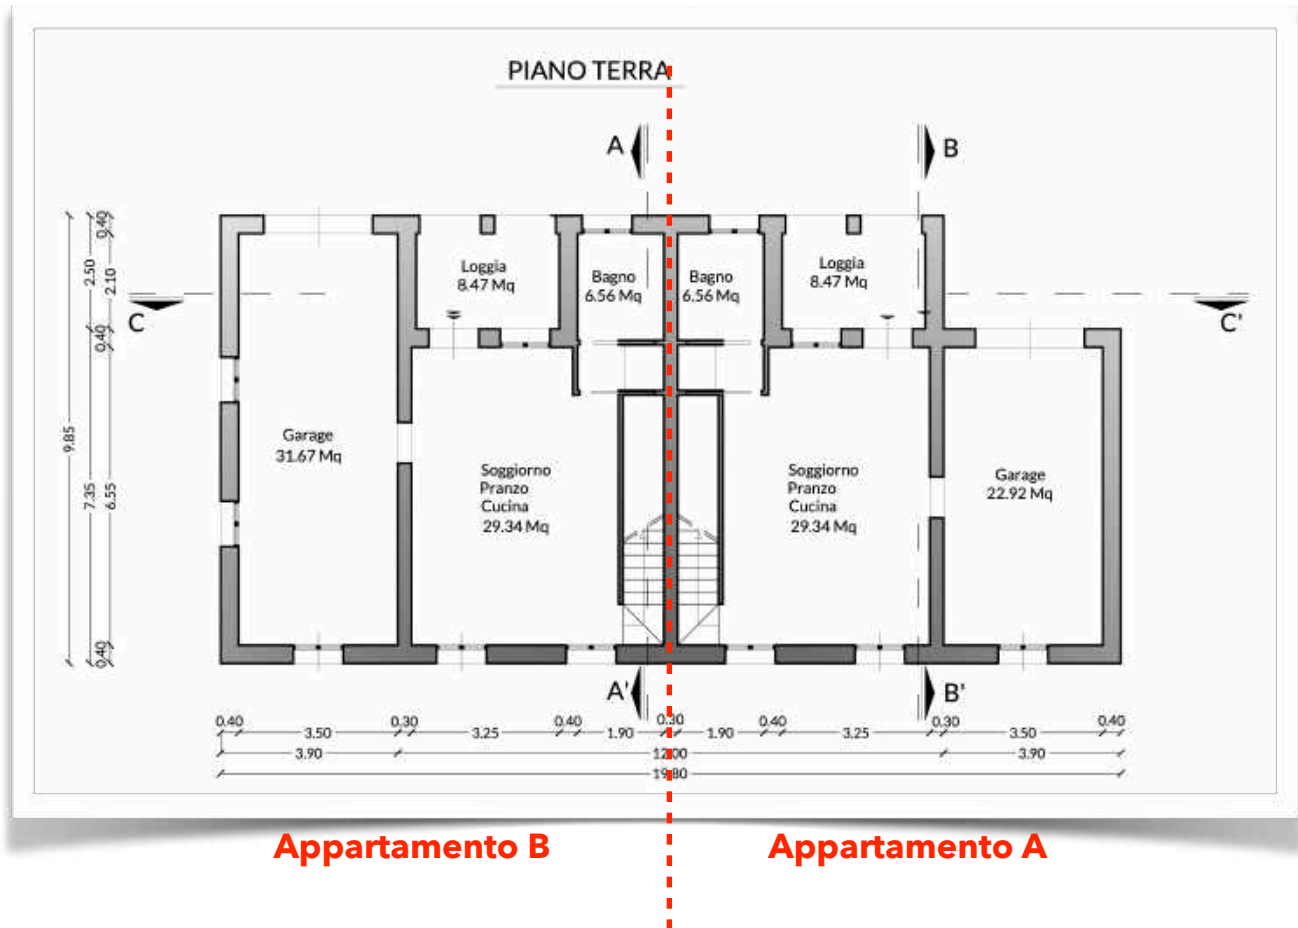 PIANO TERRA
A
B
0.40
2.50
2.10
0.40
9.85
7.35
6.55
0.40
C
C'
Loggia
8.47 Mq
Bagno
6.56 Mq
Bagno
6.56 Mq
Loggia
8.47 Mq
Garage
31.67 Mq
Soggiorno
Pranzo
Cucina
29.34 Mq
Soggiorno
Pranzo
Cucina
29.34 Mq
Garage
22.92 Mq
A'
B'
0.40
3.50
0.30
3.25
0.40
1.90
0.30
1.90
0.40
3.25
0.30
3.50
0.40
3.90
12.00
3.90
19.80
Appartamento B
Appartamento A